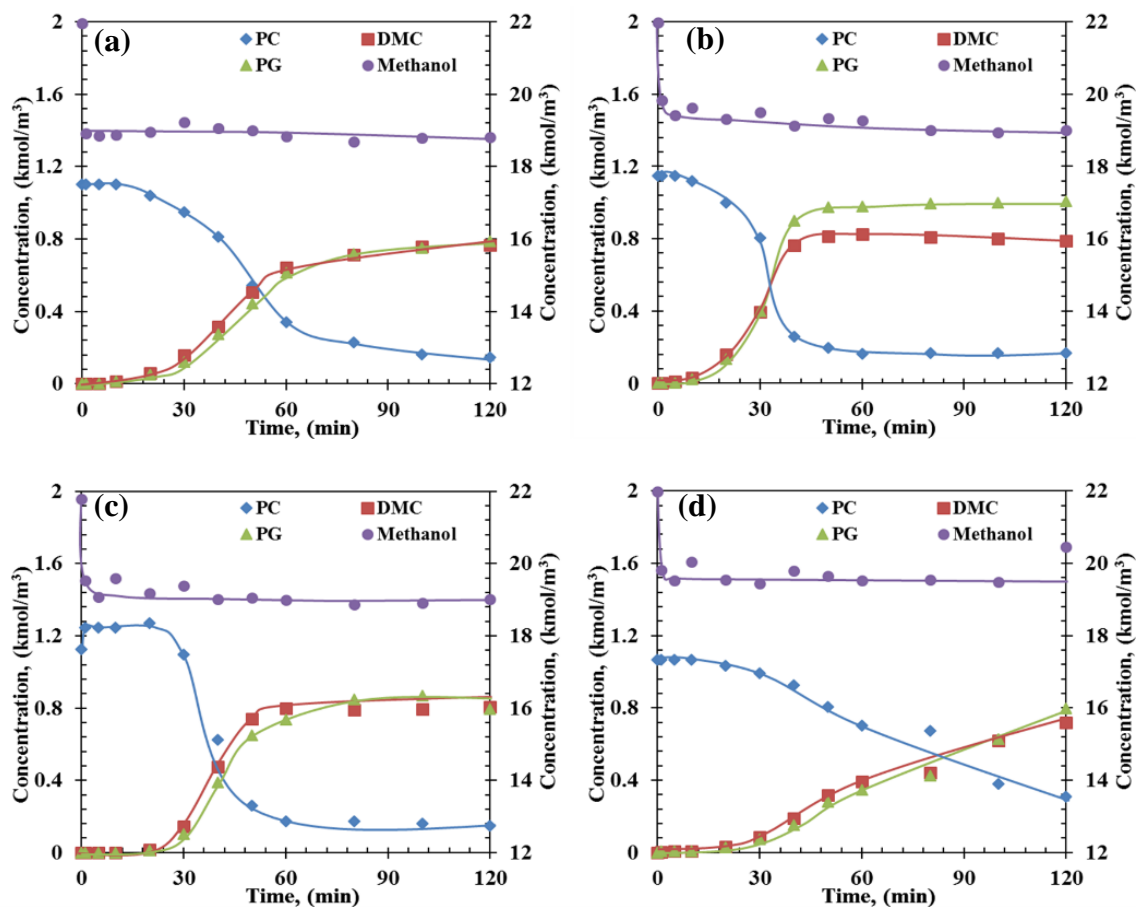 (a)
PC DMC
PG Methanol
2
1.6
1.2
0.8
0.4
0
22
20
18
16
14
12
0 30 60 90 120
Concentration, (kmol/m³)
Concentration, (kmol/m³)
Time, (min)
(b)
PC DMC
PG Methanol
2
1.6
1.2
0.8
0.4
0
22
20
18
16
14
12
0 30 60 90 120
Concentration, (kmol/m³)
Concentration, (kmol/m³)
Time, (min)
(c)
PC DMC
PG Methanol
2
1.6
1.2
0.8
0.4
0
22
20
18
16
14
12
0 30 60 90 120
Concentration, (kmol/m³)
Concentration, (kmol/m³)
Time, (min)
(d)
PC DMC
PG Methanol
2
1.6
1.2
0.8
0.4
0
22
20
18
16
14
12
0 30 60 90 120
Concentration, (kmol/m³)
Concentration, (kmol/m³)
Time, (min)